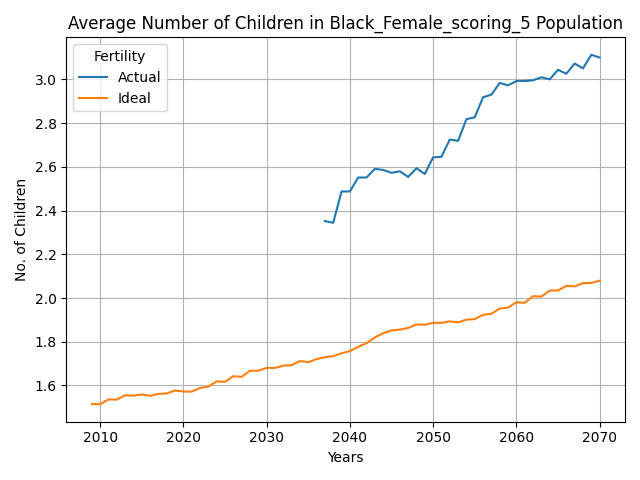 Average Number of Children in Black_Female_scoring_5 Population
Fertility
Actual
Ideal
No. of Children
3.0
2.8
2.6
2.4
2.2
2.0
1.8
1.6
2010 2020 2030 2040 2050 2060 2070
Years